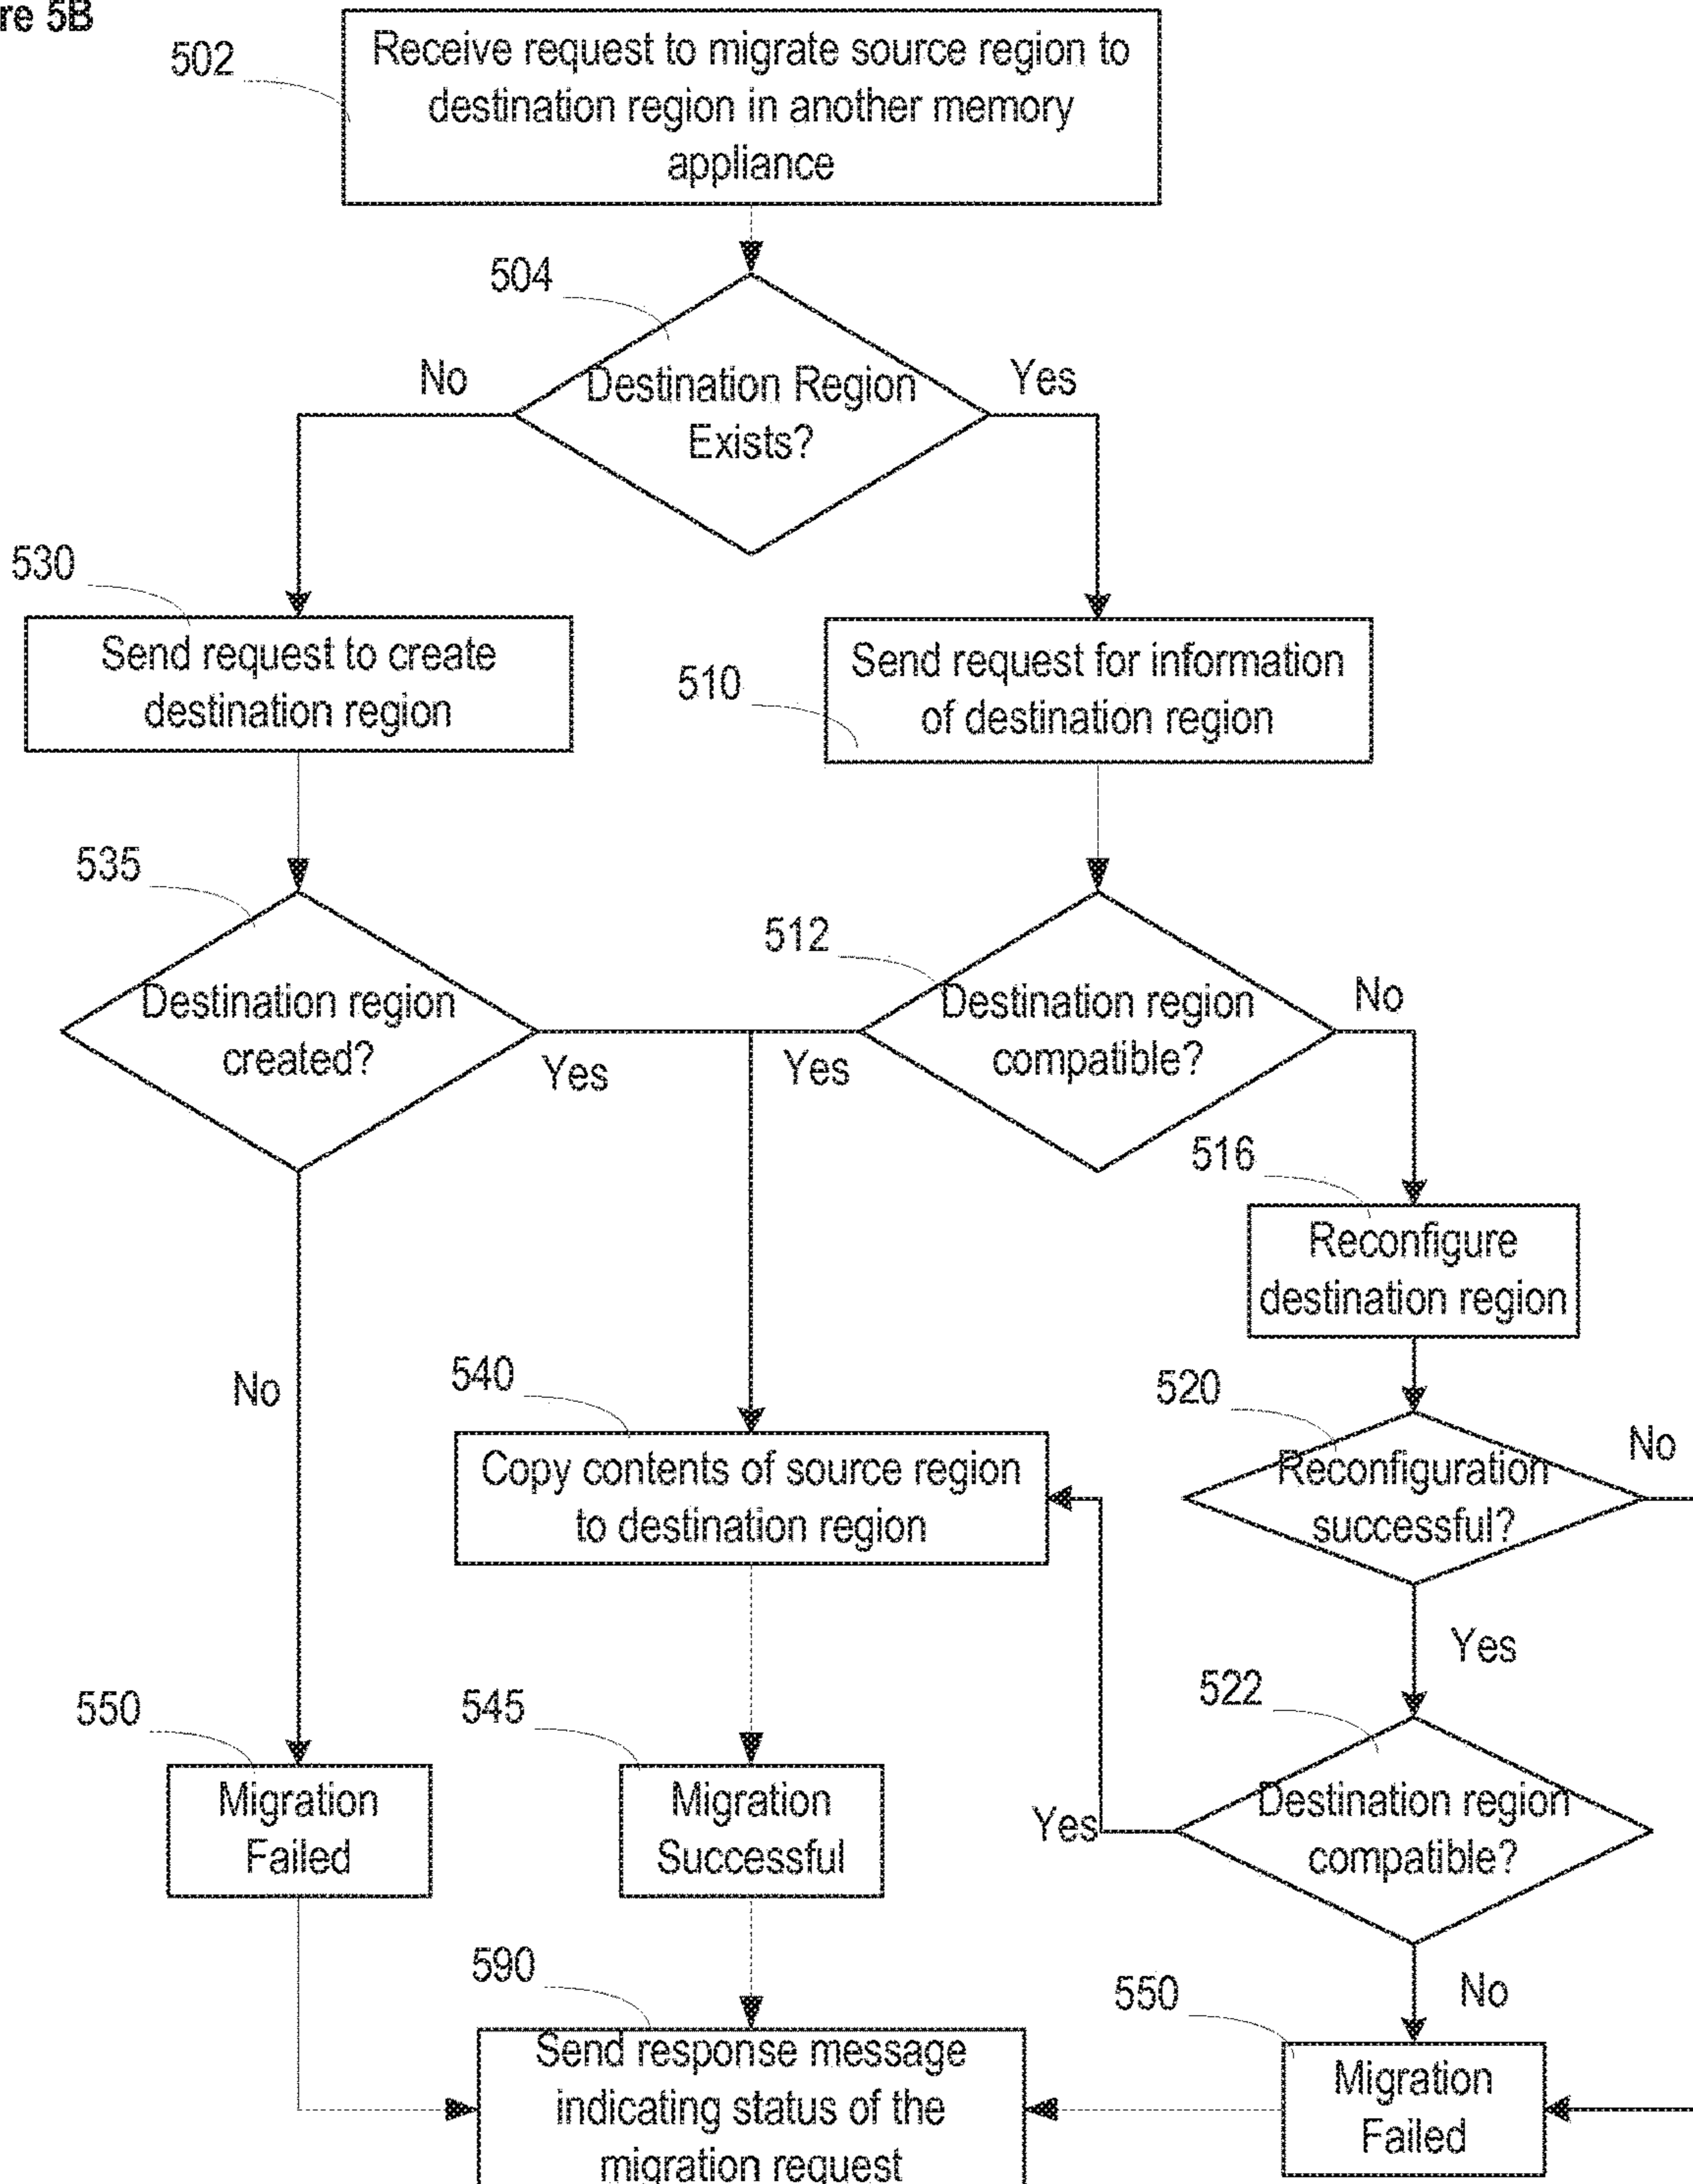 re 5B
502
Receive request to migrate source region to
destination region in another memory
appliance
504
Destination Region
Exists?
No
Yes
530
Send request to create
destination region
510
Send request for information
of destination region
535
Destination region
created?
Yes
512
Destination region
compatible?
Yes
No
516
Reconfigure
destination region
No
540
Copy contents of source region
to destination region
520
Reconfiguration
successful?
No
Yes
550
Migration
Failed
545
Migration
Successful
522
Destination region
compatible?
Yes
No
590
Send response message
indicating status of the
migration request
550
Migration
Failed